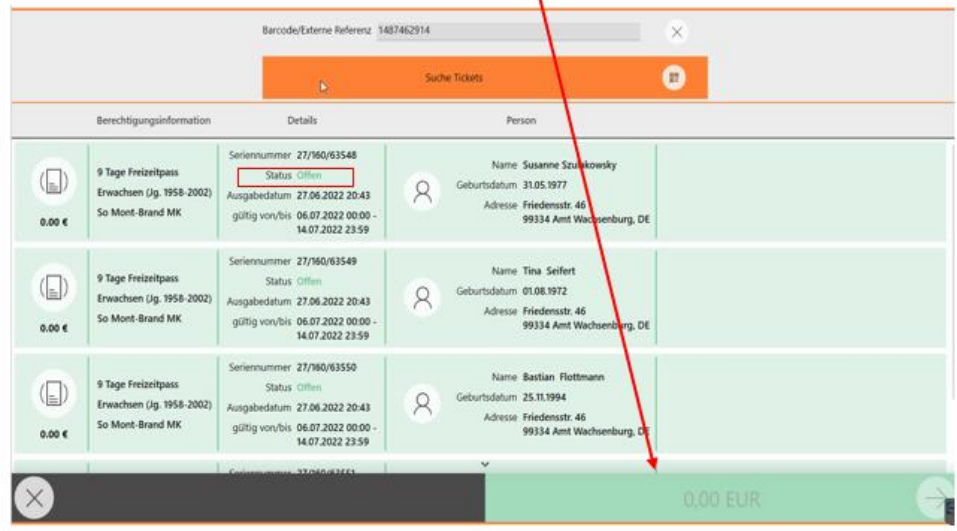 Barcode/Externe Referenz 1487462914
Suche Tickets
Berechtigungsinformation Details Person
9 Tage Freizeitpass
Erwachsen (Jg. 1958-2002)
So Mont-Brand MK
0.00 €
Seriennummer 27/160/63548
Status Offen
Ausgabedatum 27.06.2022 20:43
gültig von/bis 06.07.2022 00:00 -
14.07.2022 23:59
Name Susanne Szulakowsky
Geburtsdatum 31.05.1977
Adresse Friedensstr. 46
99334 Amt Wachsenburg, DE
9 Tage Freizeitpass
Erwachsen (Jg. 1958-2002)
So Mont-Brand MK
0.00 €
Seriennummer 27/160/63549
Status Offen
Ausgabedatum 27.06.2022 20:43
gültig von/bis 06.07.2022 00:00 -
14.07.2022 23:59
Name Tina Seifert
Geburtsdatum 01.08.1972
Adresse Friedensstr. 46
99334 Amt Wachsenburg, DE
9 Tage Freizeitpass
Erwachsen (Jg. 1958-2002)
So Mont-Brand MK
0.00 €
Seriennummer 27/160/63550
Status Offen
Ausgabedatum 27.06.2022 20:43
gültig von/bis 06.07.2022 00:00 -
14.07.2022 23:59
Name Bastian Flottmann
Geburtsdatum 25.11.1994
Adresse Friedensstr. 46
99334 Amt Wachsenburg, DE
Seriennummer 27/160/63551
0,00 EUR